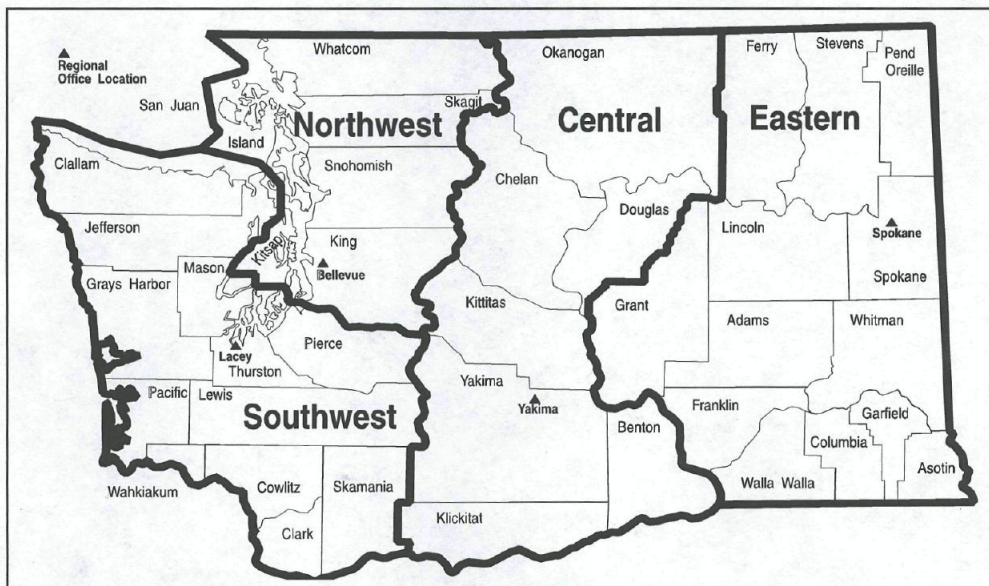 Whatcom
Okanogan
Ferry
Stevens
Pend
Oreille
Regional
Office Location
San Juan
Skagit
Island
Northwest
Central
Eastern
Clallam
Snohomish
Chelan
Douglas
Jefferson
Lincoln
King
Kitsap
Spokane
Bellevue
Mason
Spokane
Grays Harbor
Kittitas
Grant
Adams
Whitman
Pierce
Lacey
Thurston
Yakima
Pacific
Lewis
Yakima
Franklin
Garfield
Southwest
Benton
Columbia
Asotin
Wahkiakum
Cowlitz
Skamania
Walla Walla
Klickitat
Clark